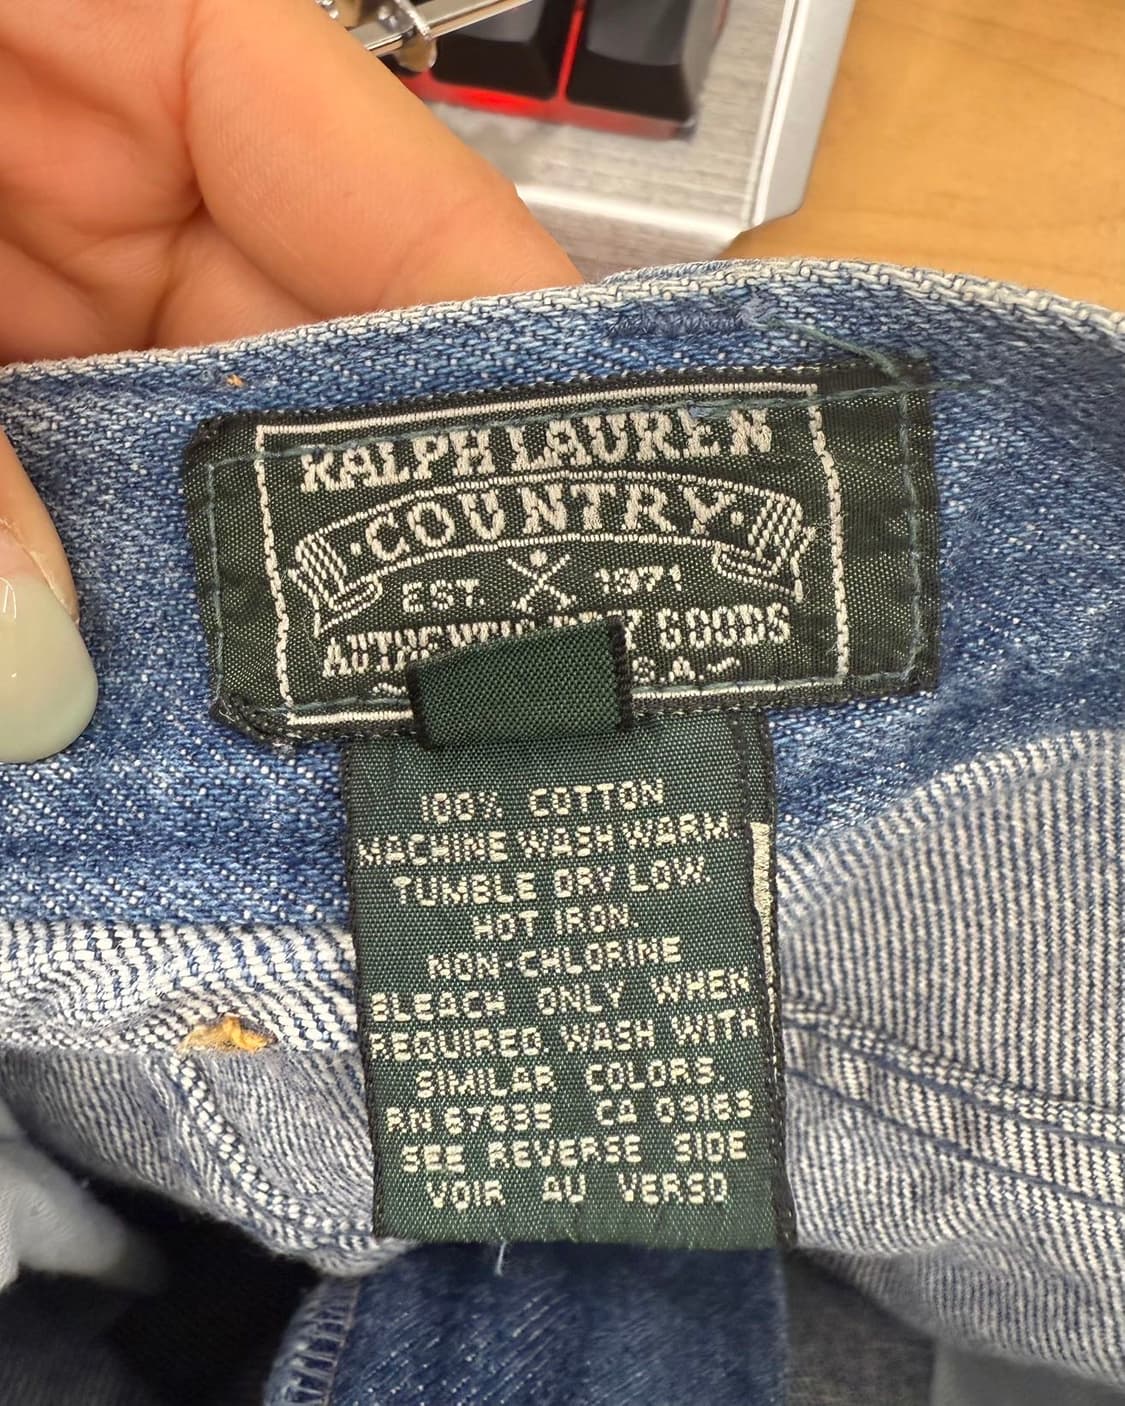 RALPH LAUREN
·COUNTRY·
EST. 1971
GOODS
100% COTTON
MACHINE WASH WARM
TUMBLE DRY LOW.
HOT IRON.
NON-CHLORINE
BLEACH ONLY WHEN
REQUIRED WASH WITH
SIMILAR COLORS.
RN 67835 CA 09163
SEE REVERSE SIDE
VOIR AU VERSO